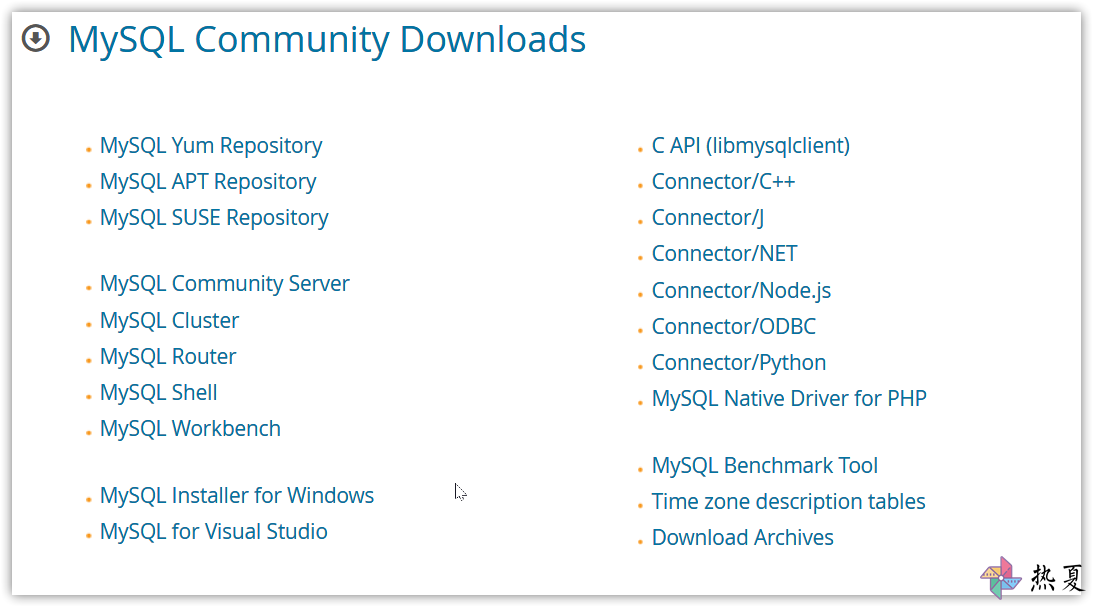 MySQL Community Downloads
MySQL Yum Repository
MySQL APT Repository
MySQL SUSE Repository
MySQL Community Server
MySQL Cluster
MySQL Router
MySQL Shell
MySQL Workbench
MySQL Installer for Windows
MySQL for Visual Studio
C API (libmysqlclient)
Connector/C++
Connector/J
Connector/NET
Connector/Node.js
Connector/ODBC
Connector/Python
MySQL Native Driver for PHP
MySQL Benchmark Tool
Time zone description tables
Download Archives
热夏